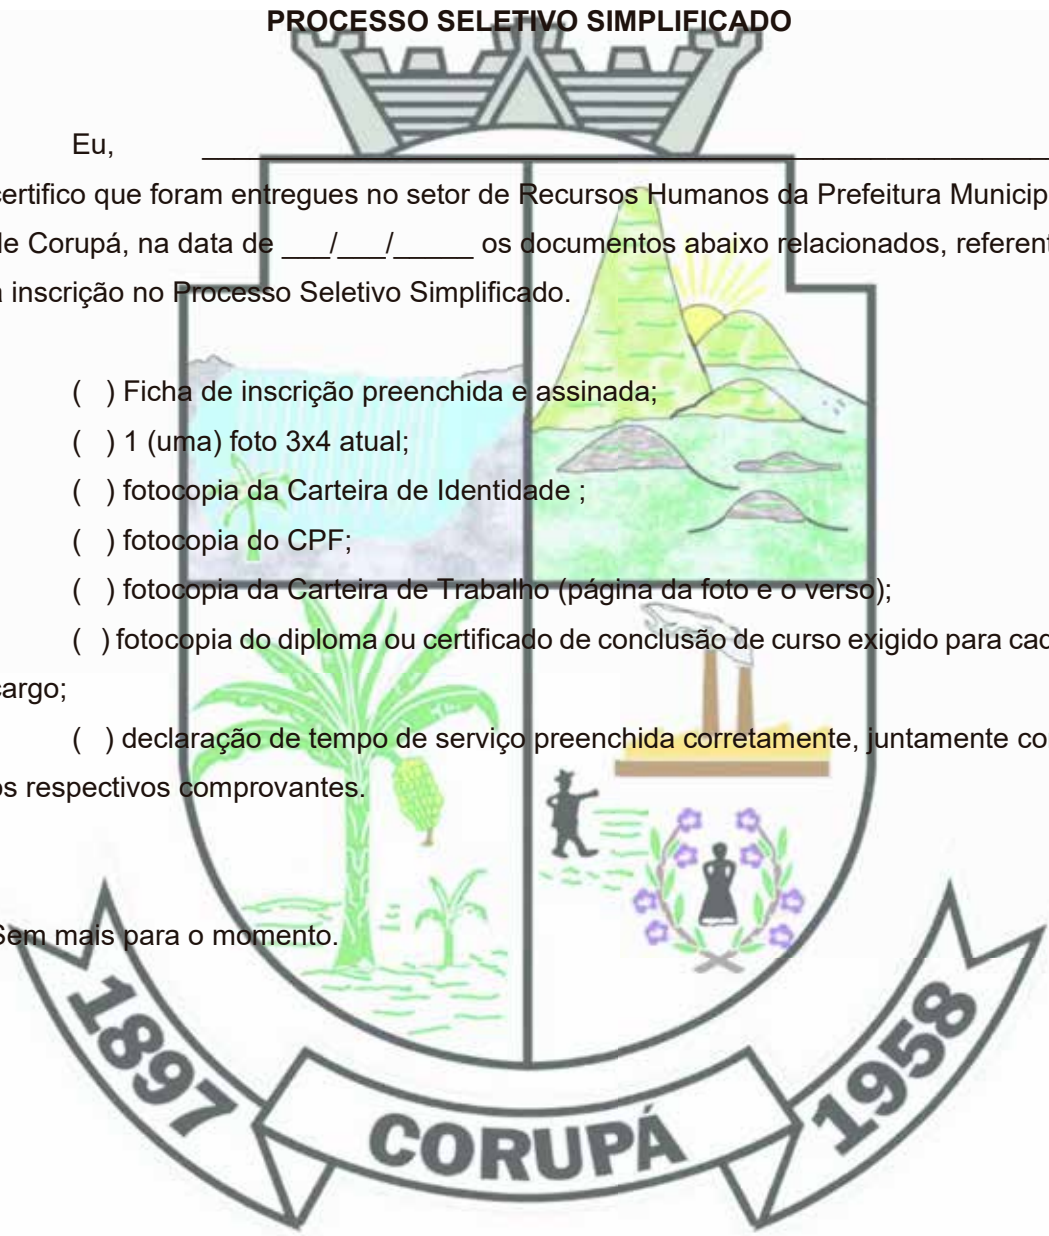 PROCESSO SELETIVO SIMPLIFICADO
Eu, ______________________________________________________
certifico que foram entregues no setor de Recursos Humanos da Prefeitura Municip
de Corupá, na data de ___/___/_____ os documentos abaixo relacionados, referent
a inscrição no Processo Seletivo Simplificado.
( ) Ficha de inscrição preenchida e assinada;
( ) 1 (uma) foto 3x4 atual;
( ) fotocopia da Carteira de Identidade ;
( ) fotocopia do CPF;
( ) fotocopia da Carteira de Trabalho (página da foto e o verso);
( ) fotocopia do diploma ou certificado de conclusão de curso exigido para cad
cargo;
( ) declaração de tempo de serviço preenchida corretamente, juntamente co
os respectivos comprovantes.
Sem mais para o momento.
1897
CORUPÁ
1958